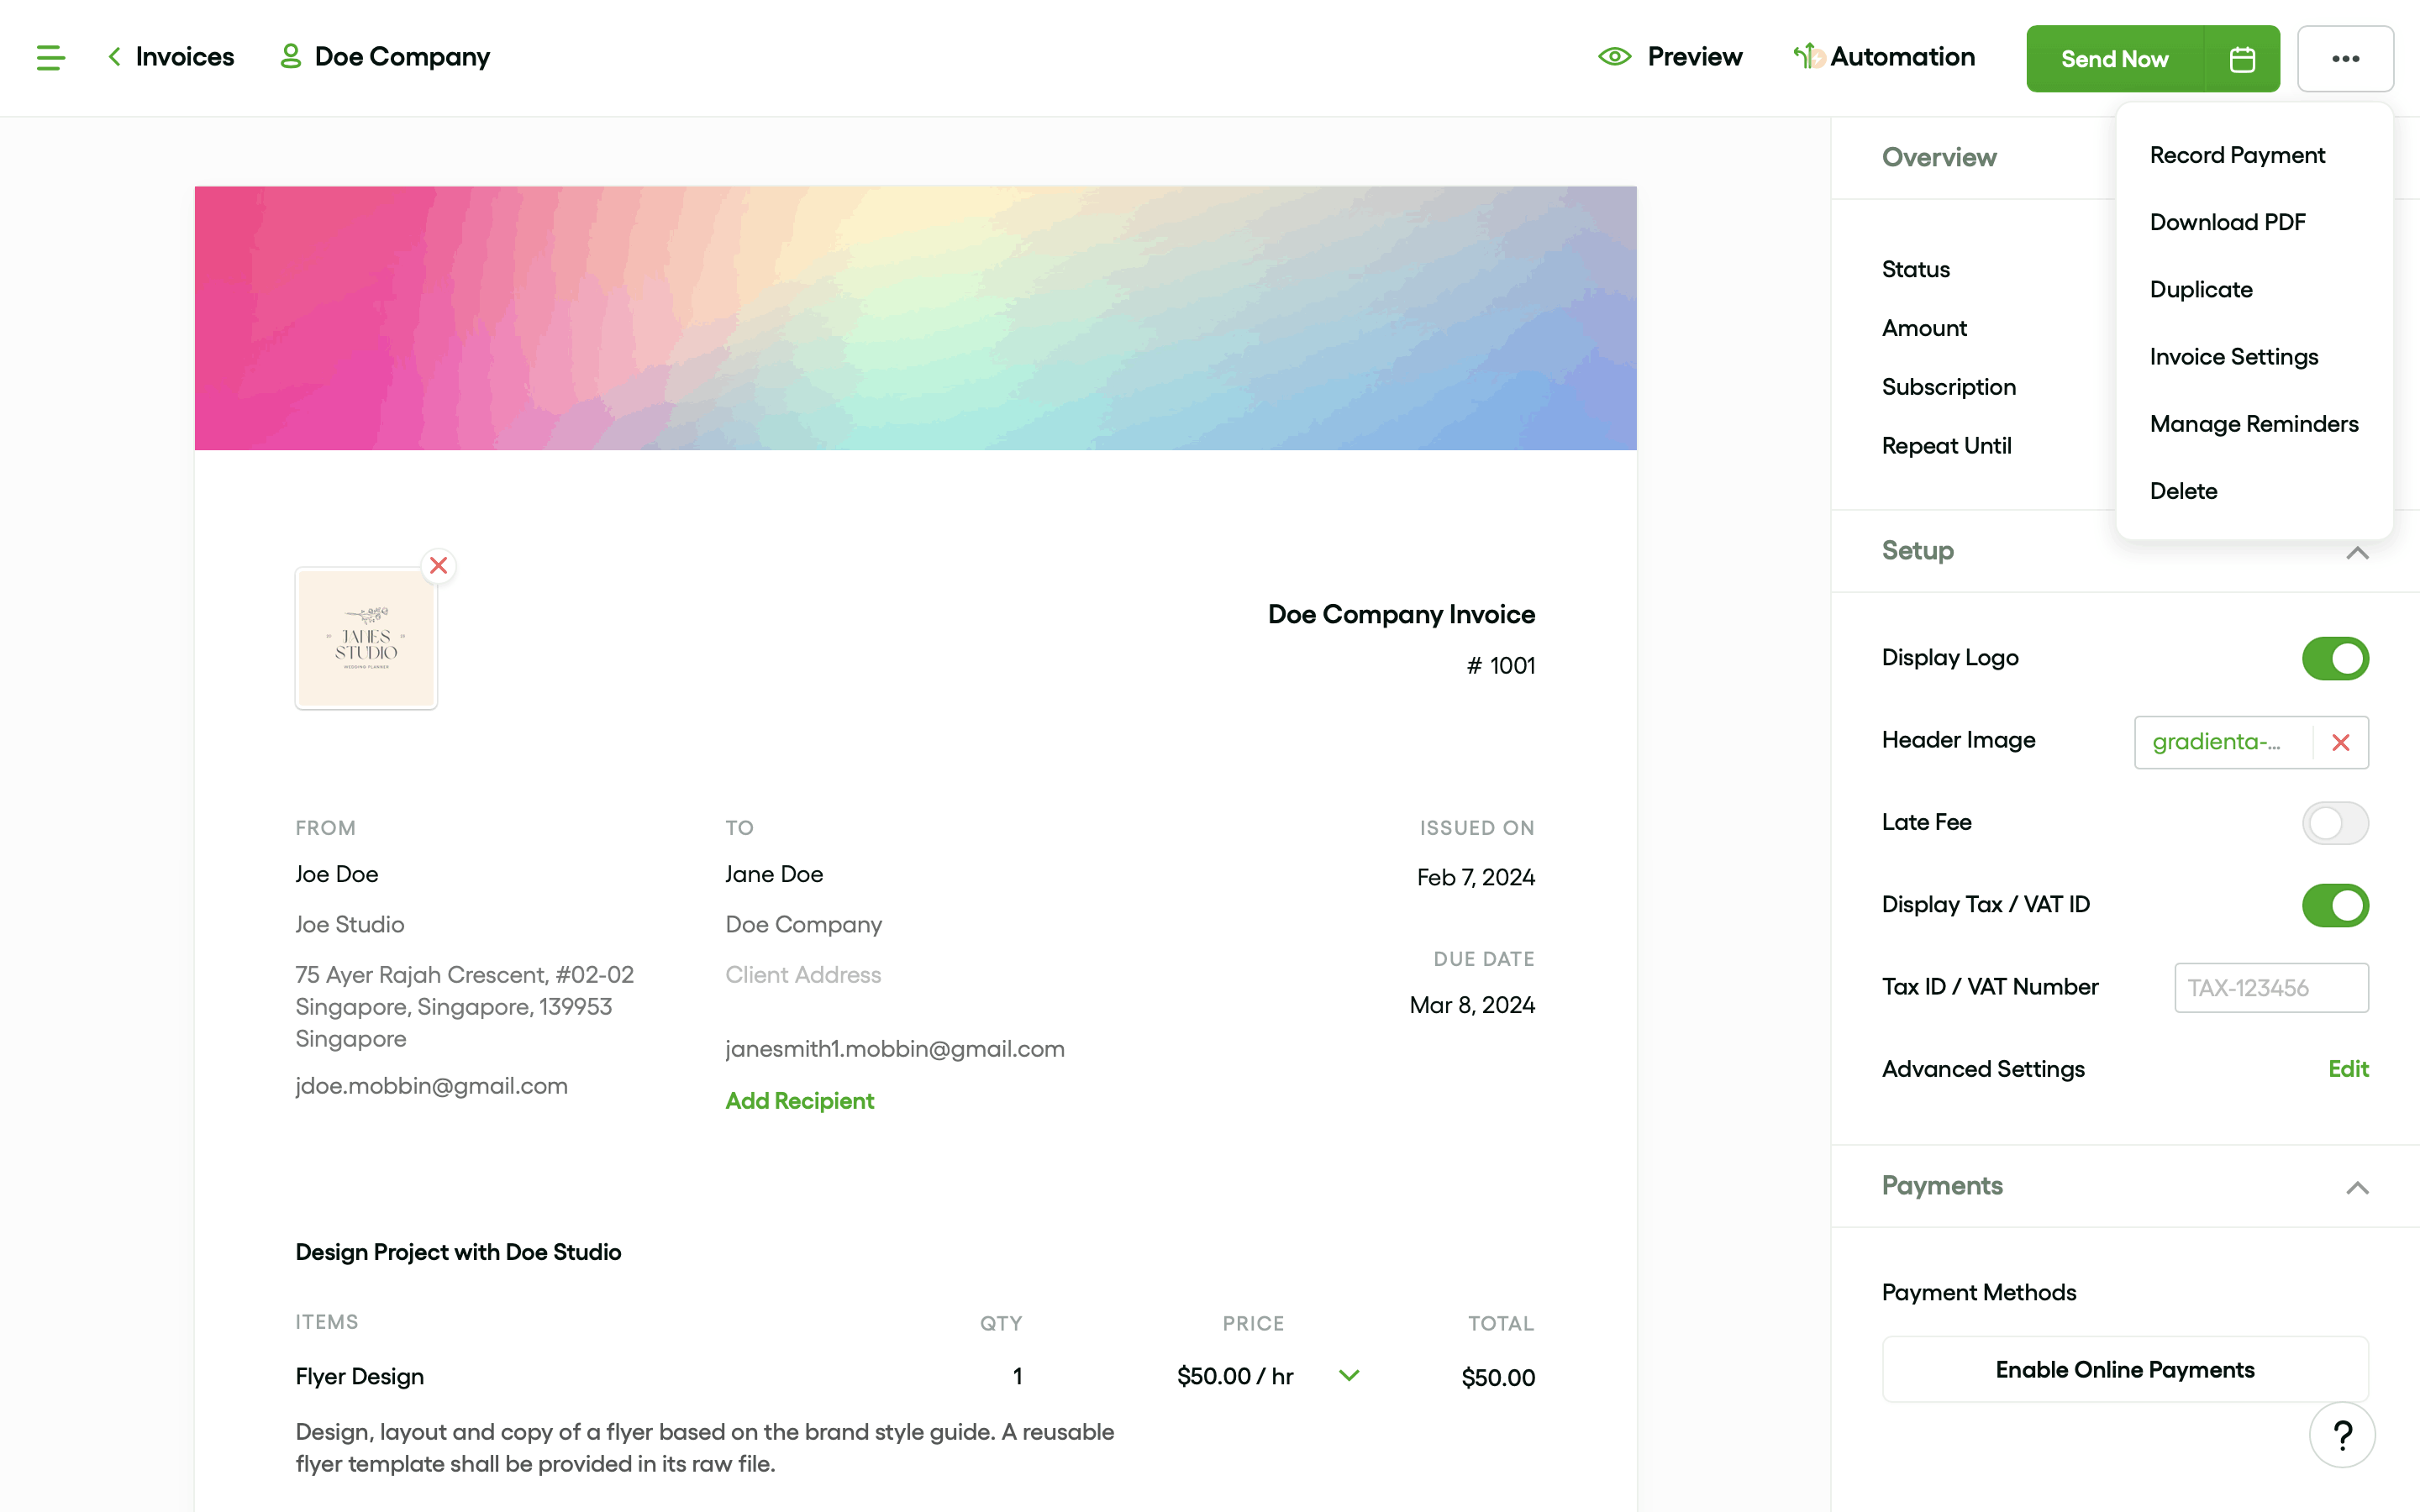 Invoices
Doe Company
Preview
Automation
Send Now
Record Payment
Download PDF
Duplicate
Invoice Settings
Manage Reminders
Delete
JANES
STUDIO
WEDDING PLANNER
Doe Company Invoice
# 1001
FROM
Joe Doe
Joe Studio
75 Ayer Rajah Crescent, #02-02
Singapore, Singapore, 139953
Singapore
jdoe.mobbin@gmail.com
TO
Jane Doe
Doe Company
Client Address
janesmith1.mobbin@gmail.com
Add Recipient
ISSUED ON
Feb 7, 2024
DUE DATE
Mar 8, 2024
Design Project with Doe Studio
ITEMS QTY PRICE TOTAL
Flyer Design 1 $50.00 / hr $50.00
Design, layout and copy of a flyer based on the brand style guide. A reusable
flyer template shall be provided in its raw file.
Overview
Status
Amount
Subscription
Repeat Until
Setup
Display Logo
Header Image gradienta-...
Late Fee
Display Tax / VAT ID
Tax ID / VAT Number TAX-123456
Advanced Settings Edit
Payments
Payment Methods
Enable Online Payments
?